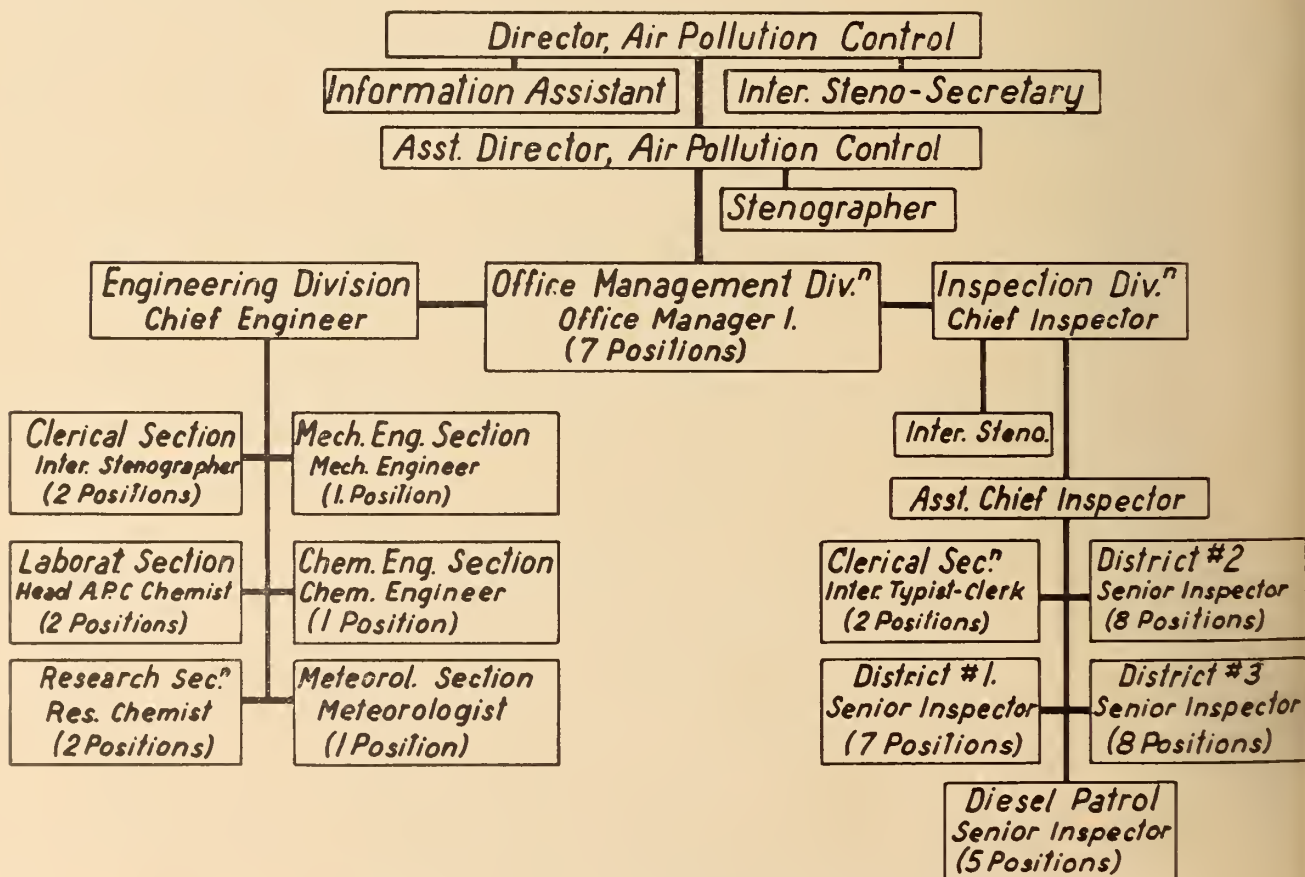 Director, Air Pollution Control
Information Assistant
Inter. Steno-Secretary
Asst. Director, Air Pollution Control
Stenographer
Engineering Division
Chief Engineer
Office Management Div.ⁿ
Office Manager 1.
(7 Positions)
Inspection Div.ⁿ
Chief Inspector
Clerical Section
Inter. Stenographer
(2 Positions)
Mech. Eng. Section
Mech. Engineer
(1. Position)
Laborat Section
Head A.P.C Chemist
(2 Positions)
Chem. Eng. Section
Chem. Engineer
(1 Position)
Research Sec.ⁿ
Res. Chemist
(2 Positions)
Meteorol. Section
Meteorologist
(1 Position)
Inter. Steno.
Asst. Chief Inspector
Clerical Sec.ⁿ
Inter. Typist-Clerk
(2 Positions)
District #2
Senior Inspector
(8 Positions)
District #1.
Senior Inspector
(7 Positions)
District #3
Senior Inspector
(8 Positions)
Diesel Patrol
Senior Inspector
(5 Positions)